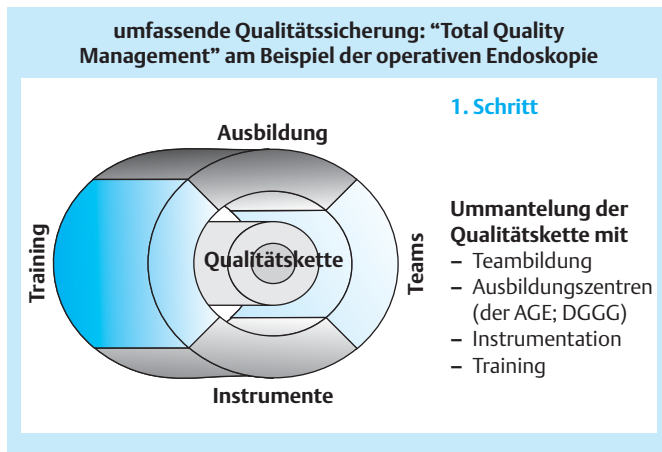 umfassende Qualitätssicherung: “Total Quality
Management” am Beispiel der operativen Endoskopie
1. Schritt
Ausbildung
Training
Qualitätskette
Teams
Instrumente
Ummantelung der
Qualitätskette mit
– Teambildung
– Ausbildungszentren
(der AGE; DGGG)
– Instrumentation
– Training